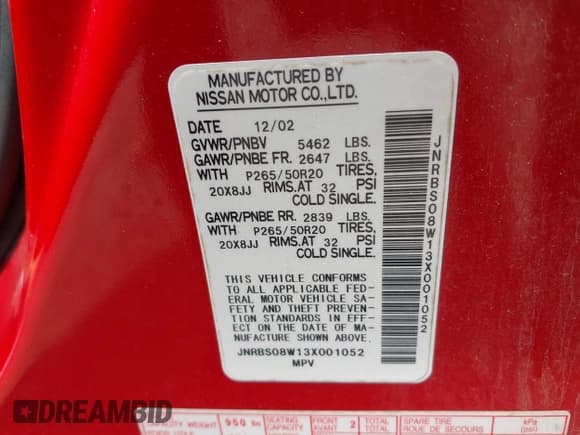 MANUFACTURED BY
NISSAN MOTOR CO.,LTD.
DATE 12/02
GVWR/PNBV 5462 LBS.
GAWR/PNBE FR. 2647 LBS.
WITH P265/50R20 TIRES,
20X8JJ RIMS.AT 32 PSI
COLD SINGLE.
GAWR/PNBE RR. 2839 LBS.
WITH P265/50R20 TIRES,
20X8JJ RIMS.AT 32 PSI
COLD SINGLE.
THIS VEHICLE CONFORMS
TO ALL APPLICABLE FED-
ERAL MOTOR VEHICLE SA-
FETY AND THEFT PREVEN-
TION STANDARDS IN EFF-
ECT ON THE DATE OF MA-
NUFACTURE SHOWN ABOVE.
JNRBS08W13X001052
MPV
JNRBS08W13X001052
CAPACITY WEIGHT 950 lbs SEATING CAPACITY FRONT AVANT 2 TOTAL TOTAL SPARE TIRE ROUE DE SECOURS kPa (psi)
DREAMBID